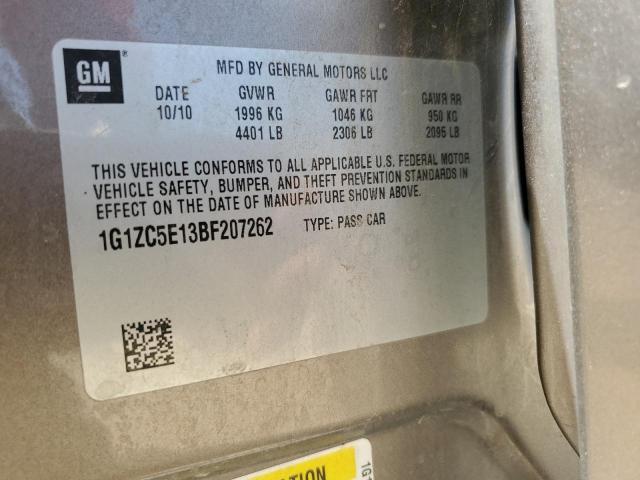 GM
MFD BY GENERAL MOTORS LLC
DATE GVWR GAWR FRT GAWR RR
10/10 1996 KG 1046 KG 950 KG
4401 LB 2306 LB 2095 LB
THIS VEHICLE CONFORMS TO ALL APPLICABLE U.S. FEDERAL MOTOR
VEHICLE SAFETY, BUMPER, AND THEFT PREVENTION STANDARDS IN
EFFECT ON THE DATE OF MANUFACTURE SHOWN ABOVE.
1G1ZC5E13BF207262 TYPE: PASS CAR